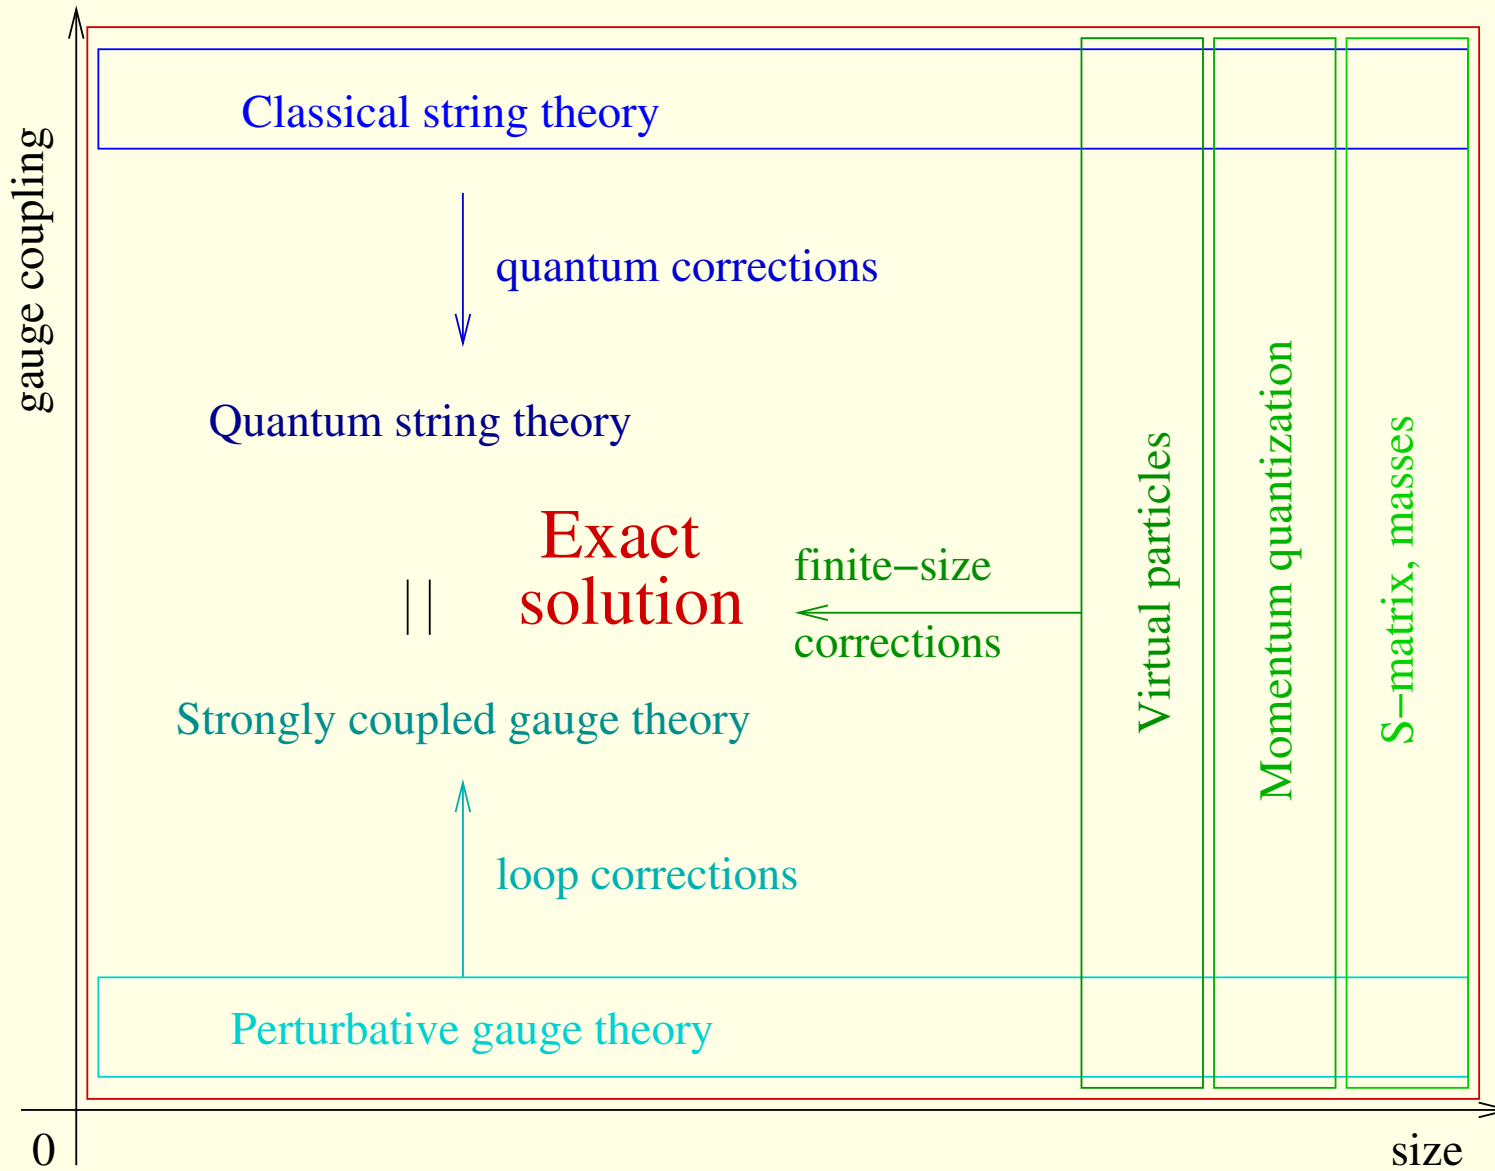 gauge coupling
Classical string theory
quantum corrections
Quantum string theory
Exact
solution
finite−size
corrections
Strongly coupled gauge theory
loop corrections
Perturbative gauge theory
Virtual particles
Momentum quantization
S−matrix, masses
0
size